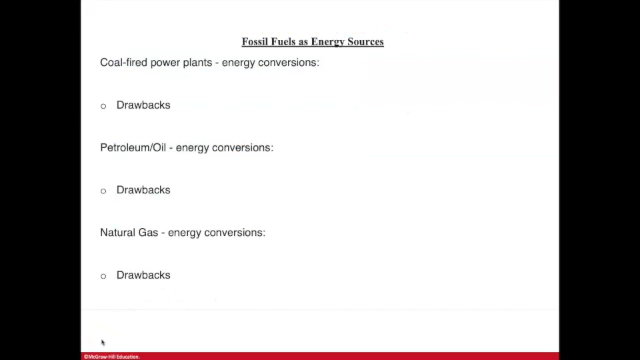 Fossil Fuels as Energy Sources
Coal-fired power plants - energy conversions:
o Drawbacks
Petroleum/Oil - energy conversions:
o Drawbacks
Natural Gas - energy conversions:
o Drawbacks
©McGraw Hill Education.